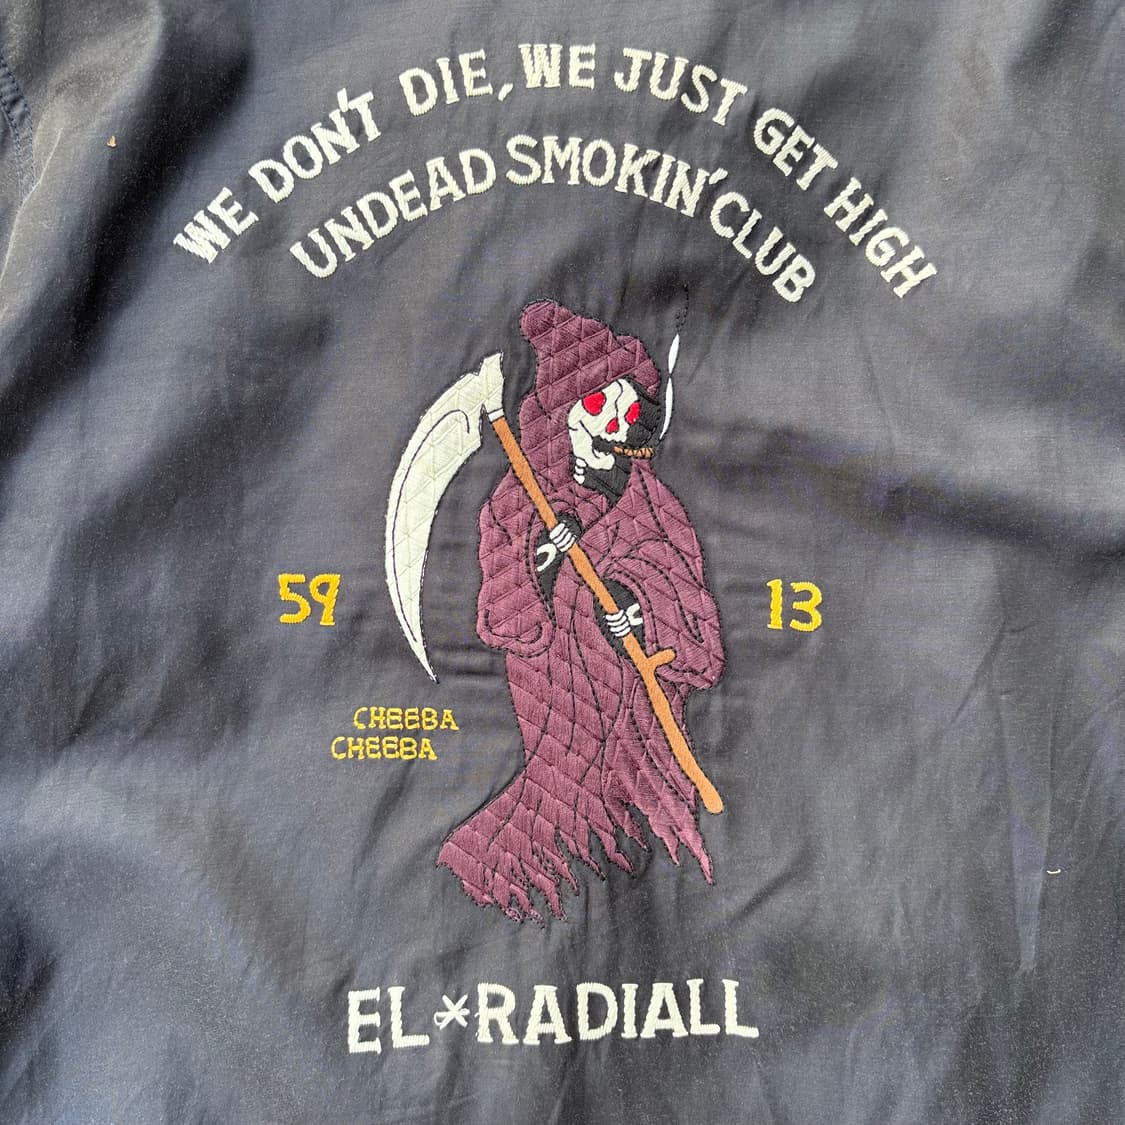 WE DON'T DIE, WE JUST GET HIGH
UNDEAD SMOKIN' CLUB
59
13
CHEEBA
CHEEBA
EL*RADIALL